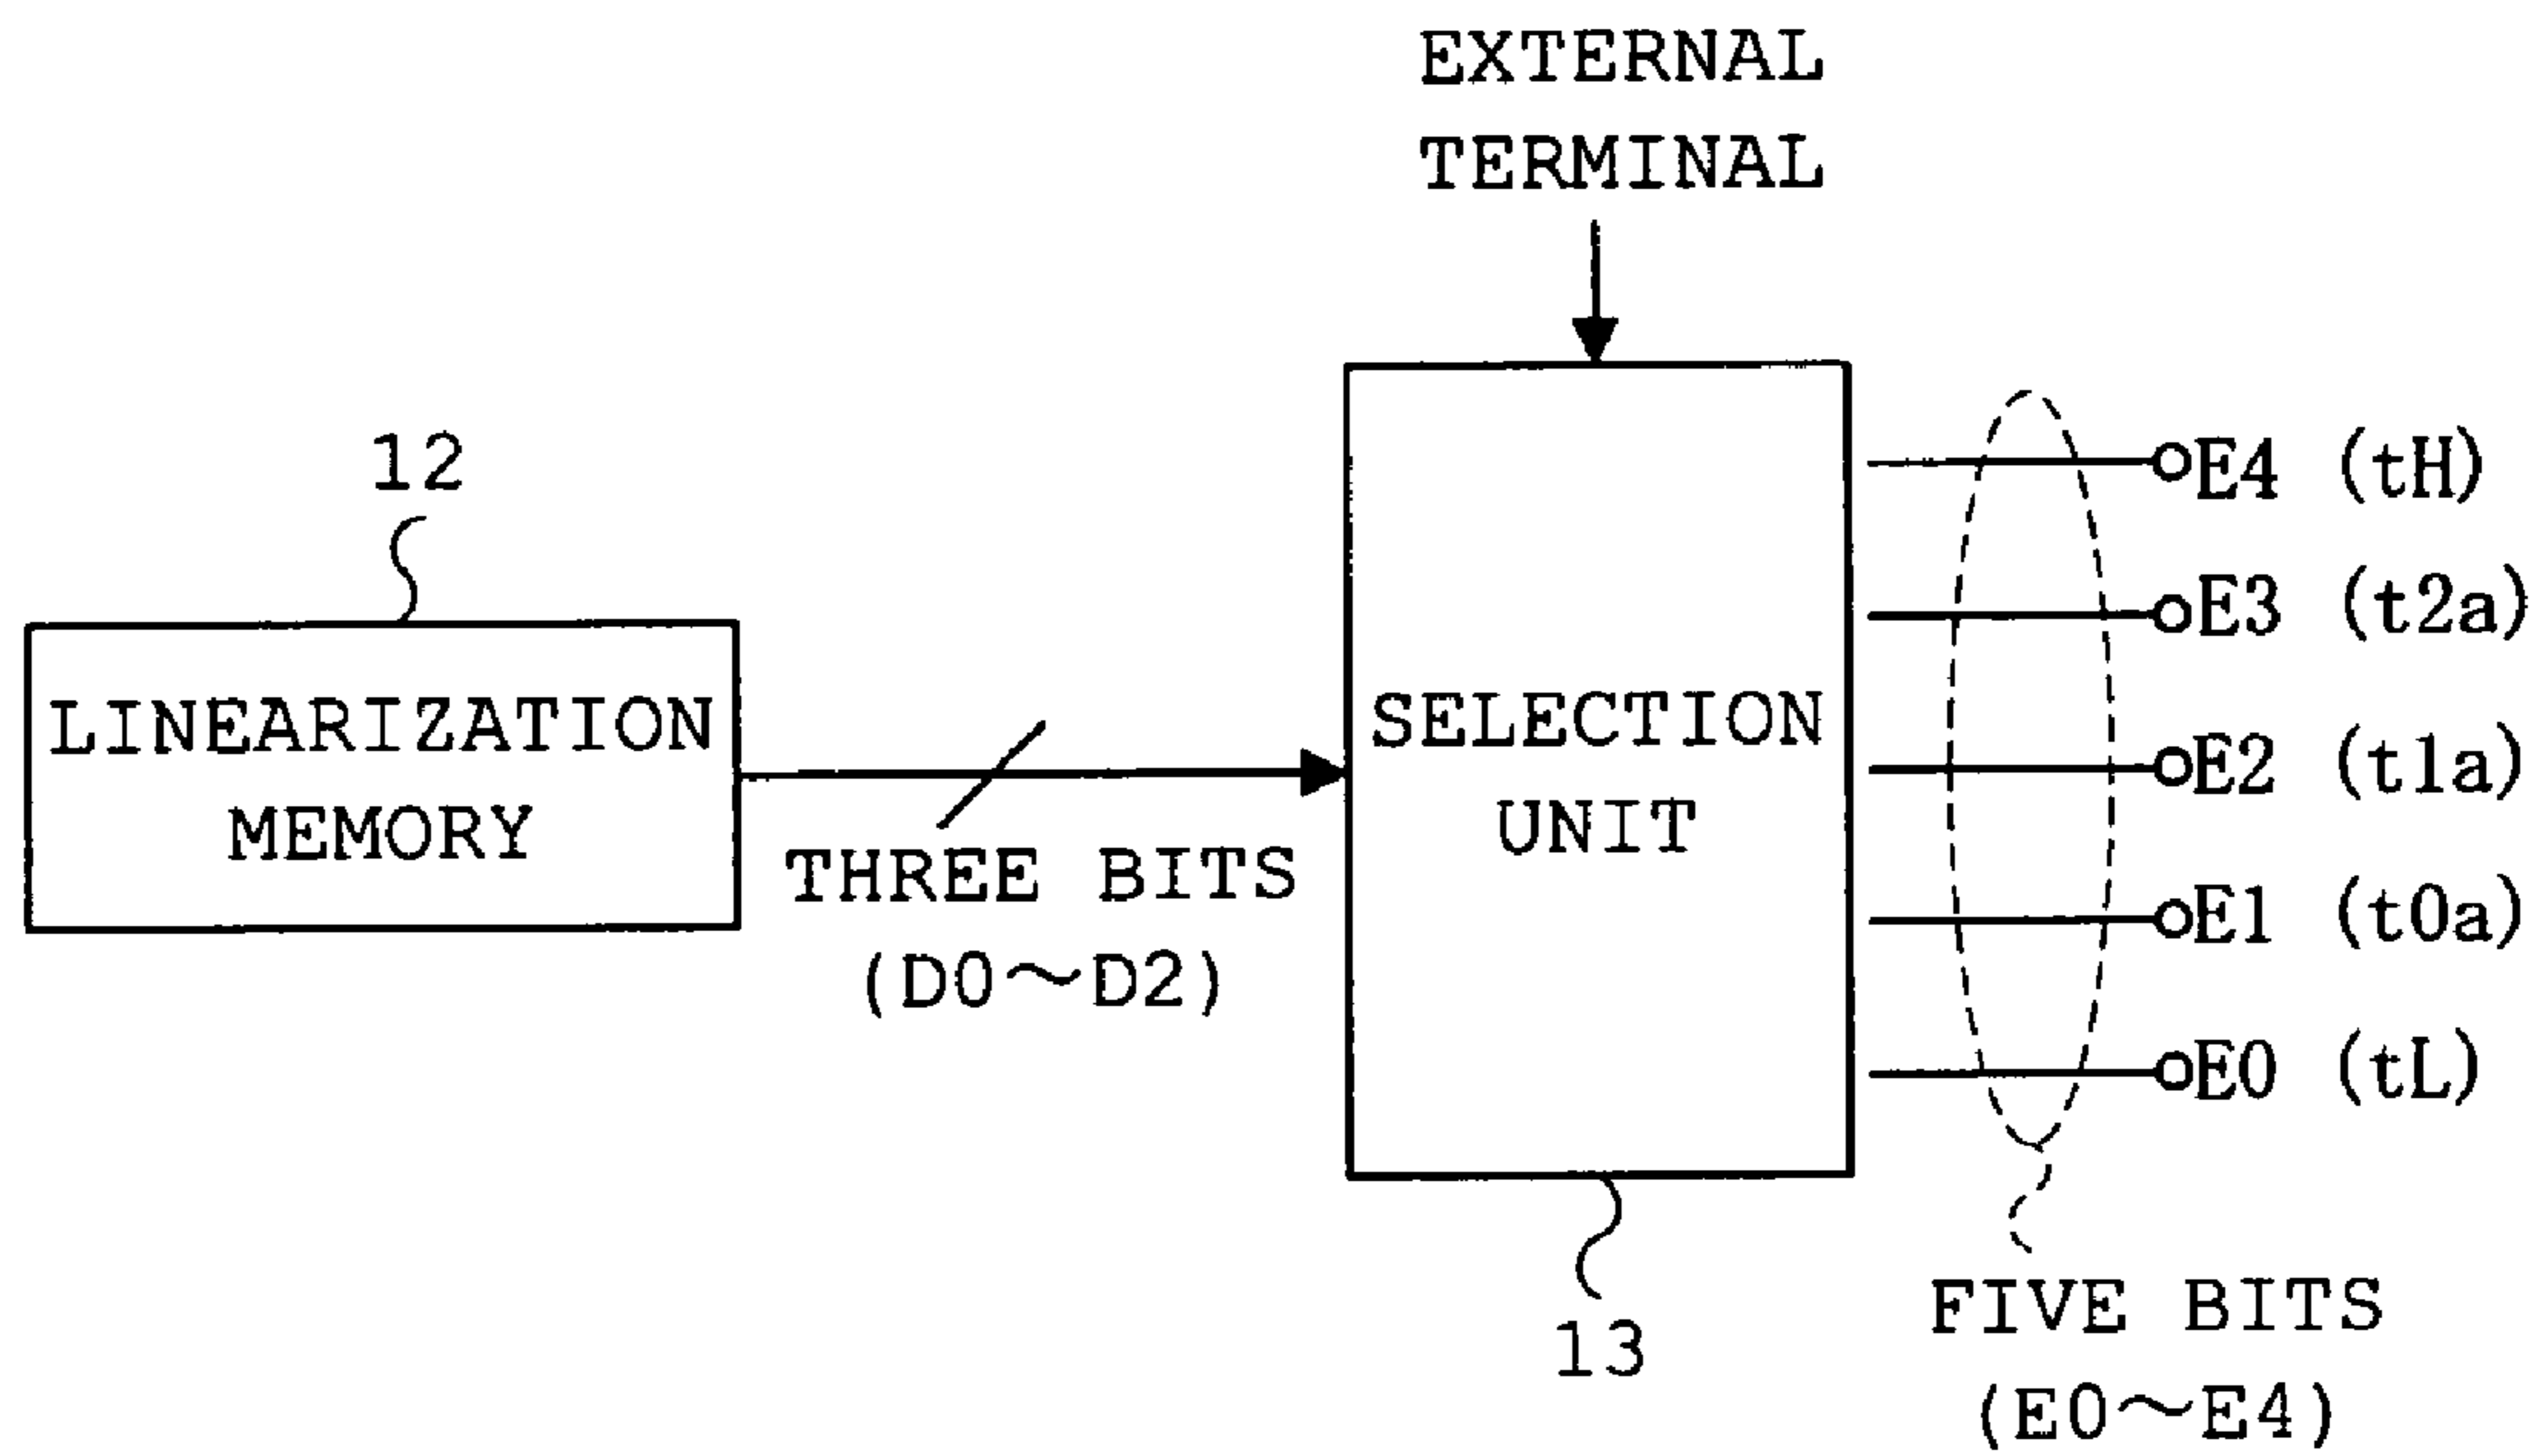 EXTERNAL
TERMINAL
12
LINEARIZATION
MEMORY
THREE BITS
(D0～D2)
SELECTION
UNIT
13
E4 (tH)
E3 (t2a)
E2 (t1a)
E1 (t0a)
E0 (tL)
FIVE BITS
(E0～E4)